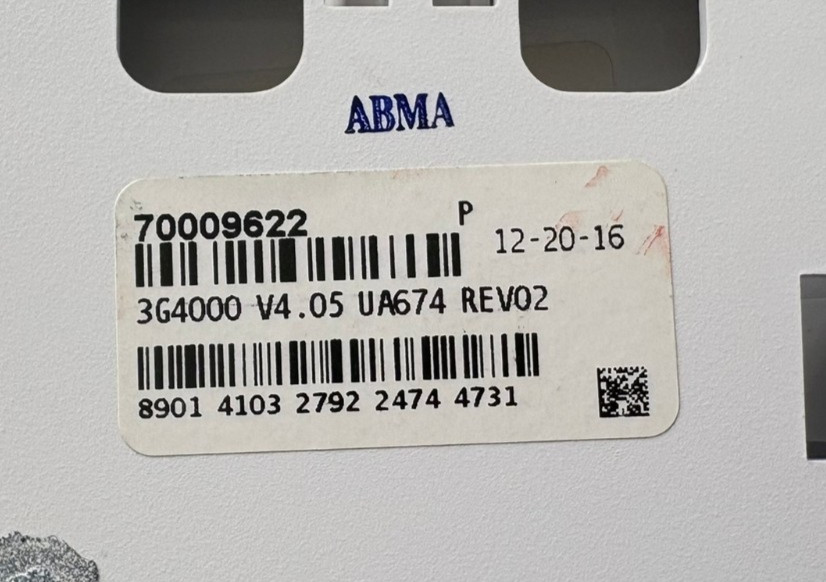 ABMA
70009622 P
12-20-16
3G4000 V4.05 UA674 REV02
8901 4103 2792 2474 4731